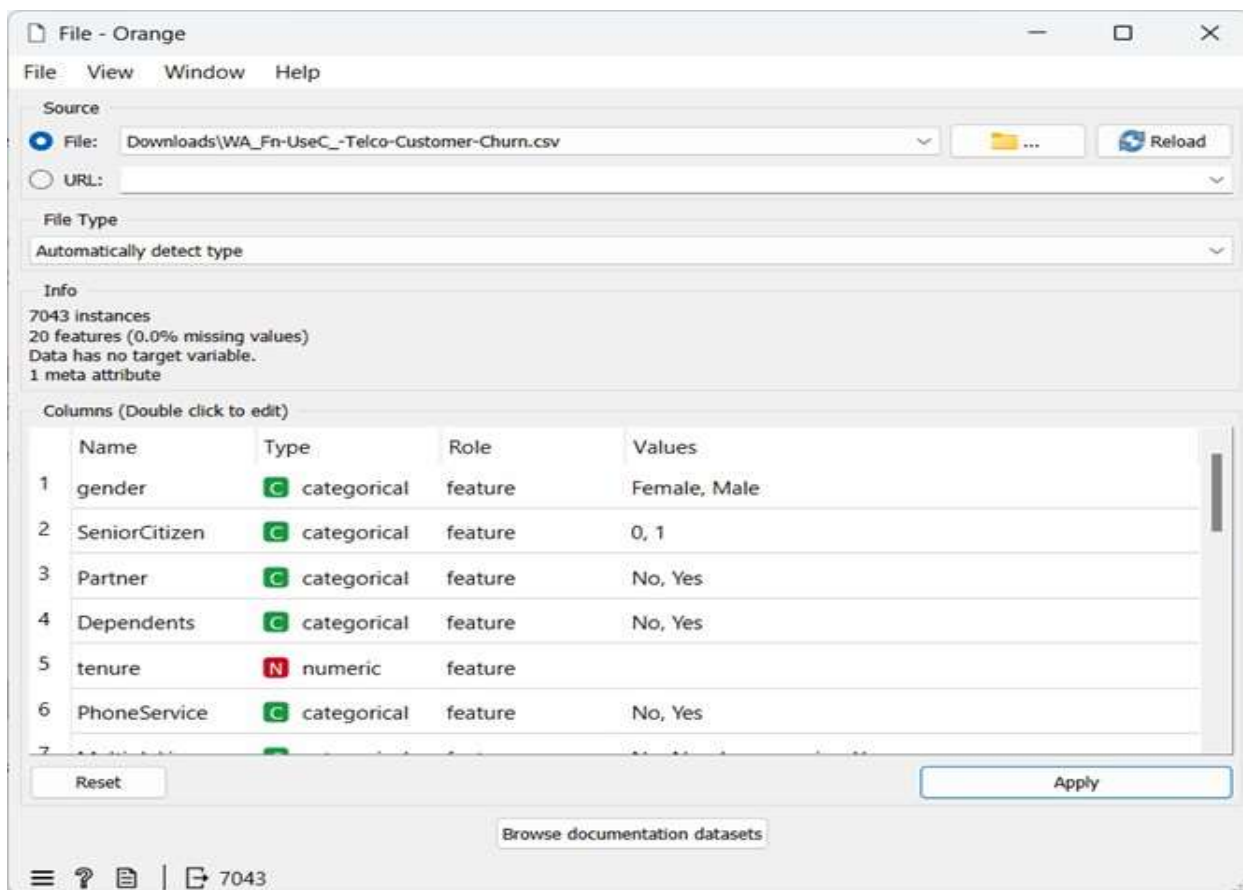 File - Orange
File View Window Help
Source
File: Downloads\WA_Fn-UseC_-Telco-Customer-Churn.csv ... Reload
URL:
File Type
Automatically detect type
Info
7043 instances
20 features (0.0% missing values)
Data has no target variable.
1 meta attribute
Columns (Double click to edit)
Name Type Role Values
1 gender C categorical feature Female, Male
2 SeniorCitizen C categorical feature 0, 1
3 Partner C categorical feature No, Yes
4 Dependents C categorical feature No, Yes
5 tenure N numeric feature
6 PhoneService C categorical feature No, Yes
7
Reset Apply
Browse documentation datasets
? 7043